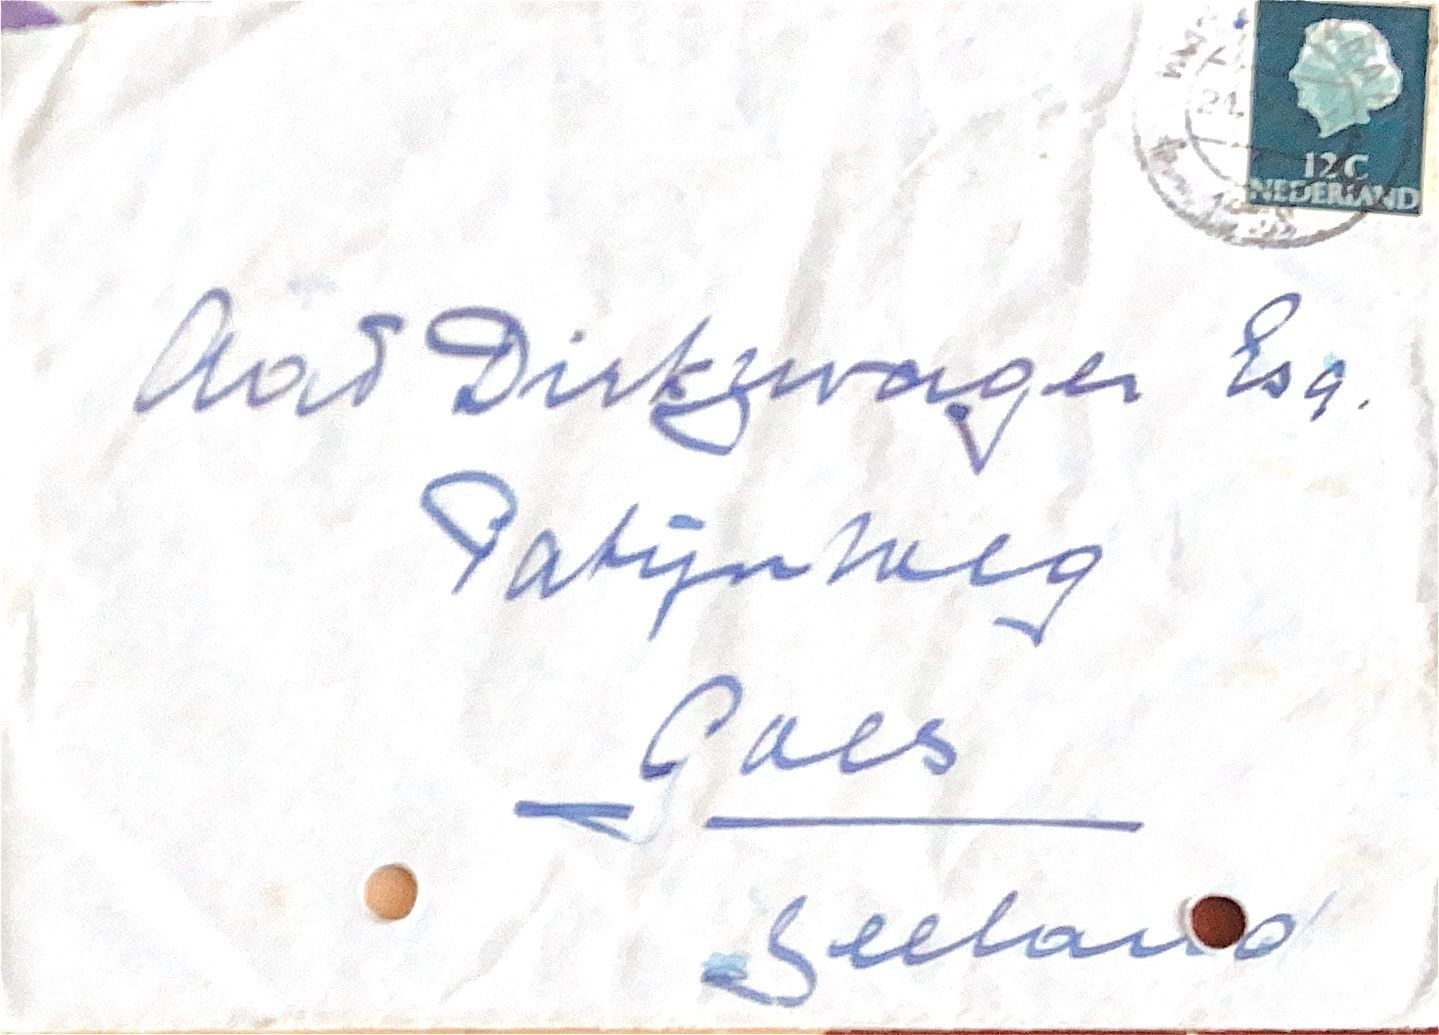 12 C
NEDERLAND
Aad Dirkzwager Esq.
Patijnweg
Goes
Zeeland